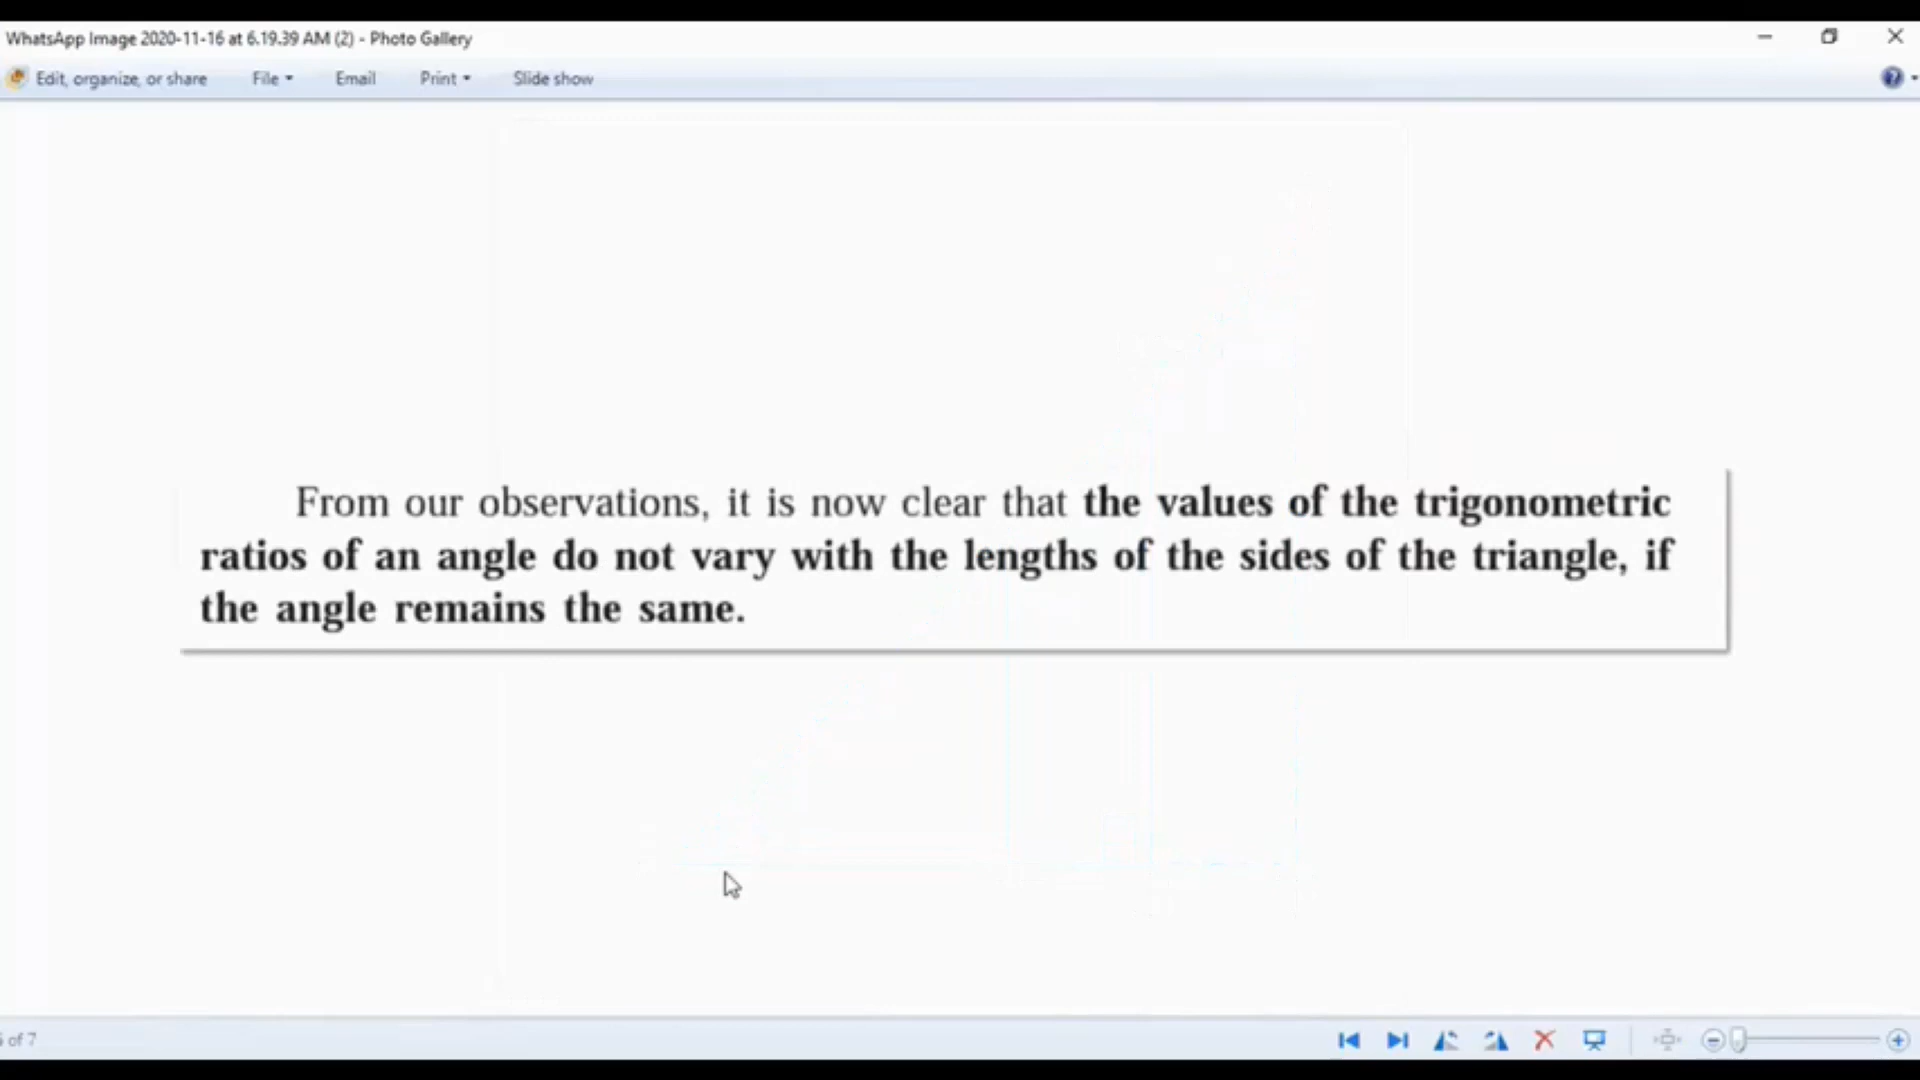 WhatsApp Image 2020-11-16 at 6.19.39 AM (2) - Photo Gallery
Edit, organize, or share File Email Print Slide show
From our observations, it is now clear that the values of the trigonometric
ratios of an angle do not vary with the lengths of the sides of the triangle, if
the angle remains the same.
of 7